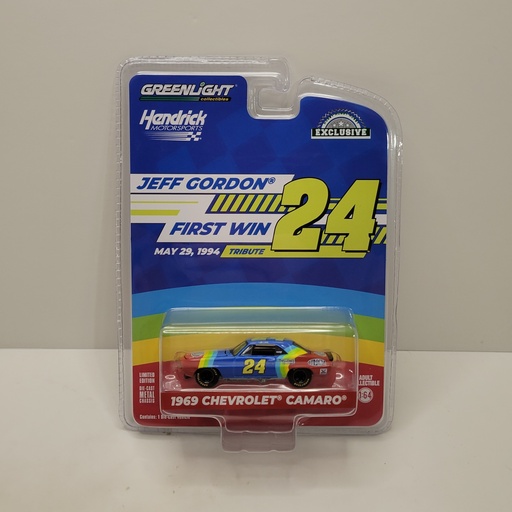 GREENLIGHT
collectibles
Hendrick
MOTORSPORTS
EXCLUSIVE
JEFF GORDON®
24
FIRST WIN
MAY 29, 1994 TRIBUTE
24
LIMITED
EDITION
DIE-CAST
METAL
CHASSIS
ADULT
COLLECTIBLE
1:64
1969 CHEVROLET® CAMARO®